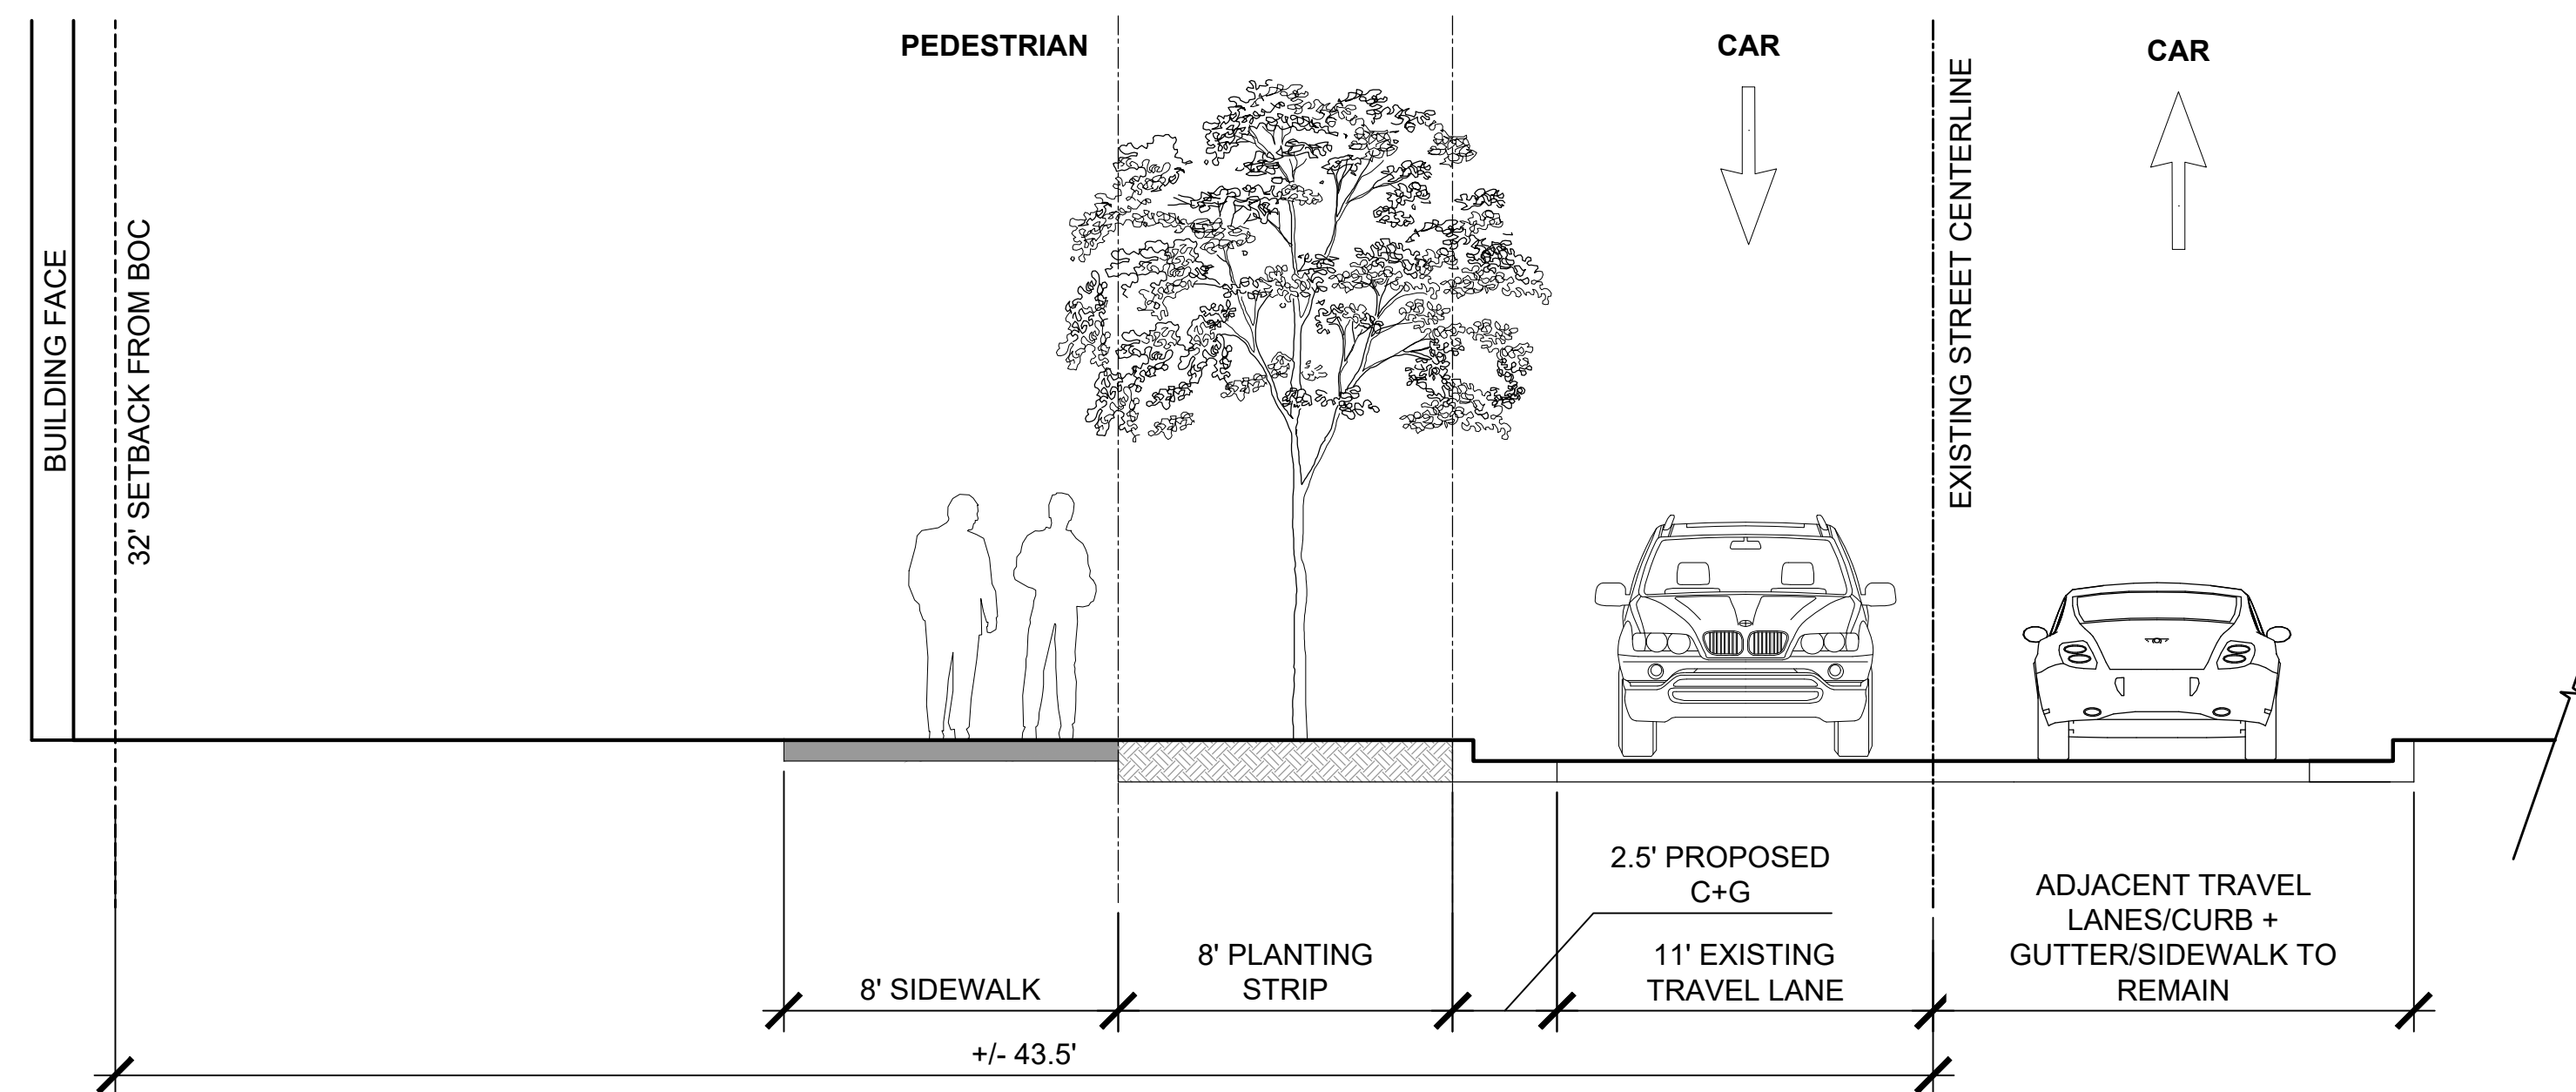 PEDESTRIAN
CAR
CAR
BUILDING FACE
32' SETBACK FROM BOC
EXISTING STREET CENTERLINE
2.5' PROPOSED
C+G
8' SIDEWALK
8' PLANTING
STRIP
11' EXISTING
TRAVEL LANE
ADJACENT TRAVEL
LANES/CURB +
GUTTER/SIDEWALK TO
REMAIN
+/- 43.5'